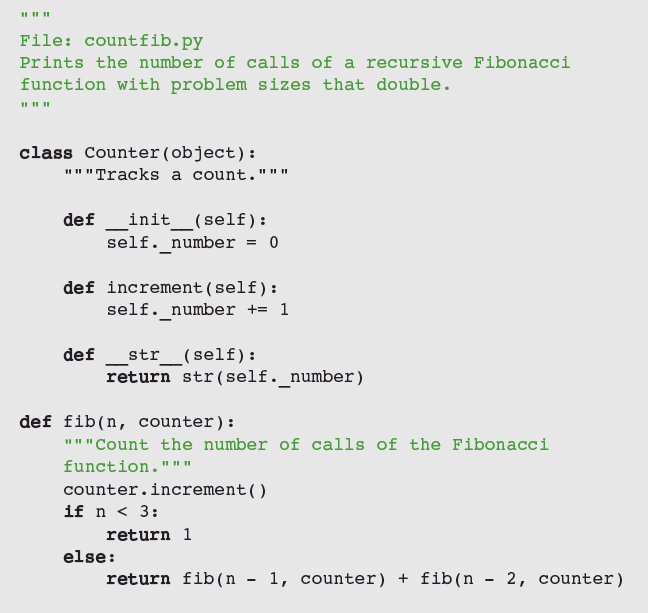 """
File: countfib.py
Prints the number of calls of a recursive Fibonacci
function with problem sizes that double.
"""

class Counter(object):
    """Tracks a count."""

    def __init__(self):
        self._number = 0

    def increment(self):
        self._number += 1

    def __str__(self):
        return str(self._number)

def fib(n, counter):
    """Count the number of calls of the Fibonacci
    function."""
    counter.increment()
    if n < 3:
        return 1
    else:
        return fib(n - 1, counter) + fib(n - 2, counter)